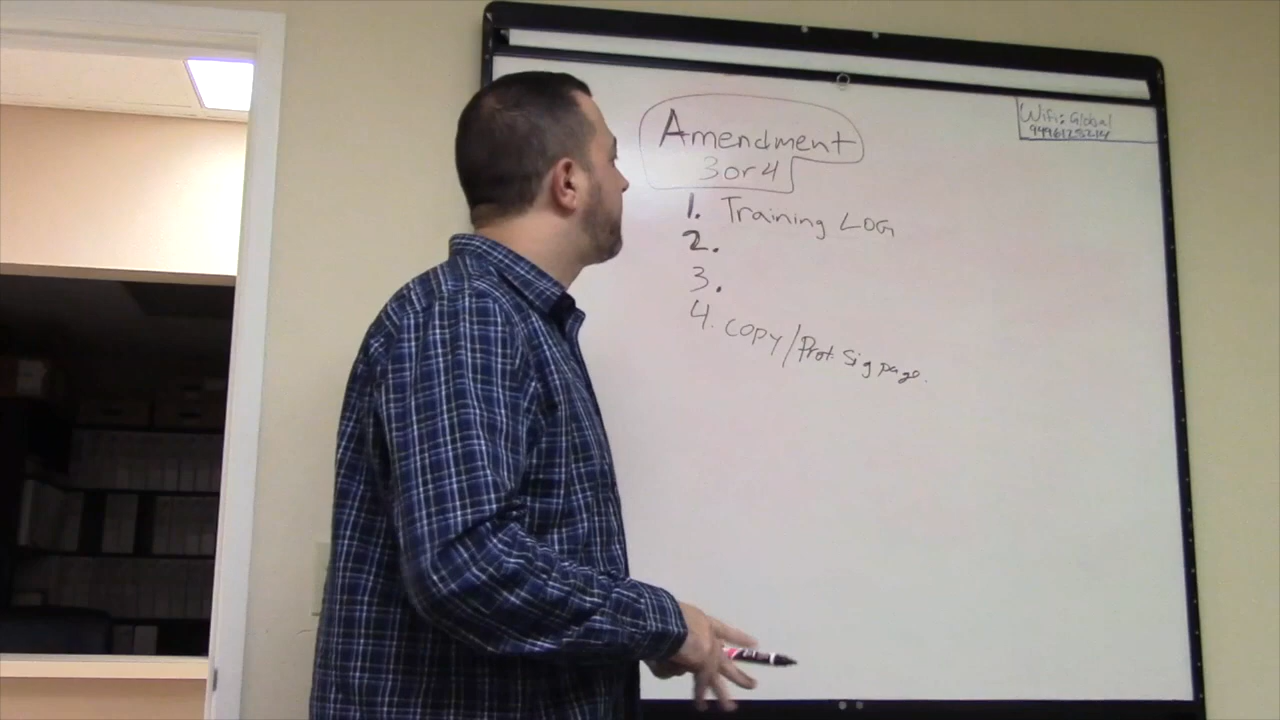 Amendment
3 or 4
1. Training LOG
2.
3.
4. COPY/Prot. Sig page.
Wifi: Global